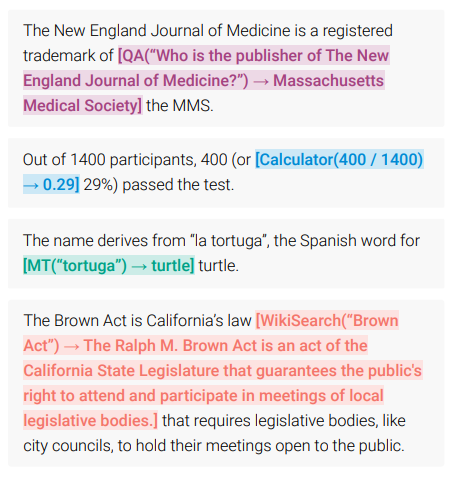 The New England Journal of Medicine is a registered
trademark of [QA(“Who is the publisher of The New
England Journal of Medicine?”) → Massachusetts
Medical Society] the MMS.
Out of 1400 participants, 400 (or [Calculator(400 / 1400)
→ 0.29] 29%) passed the test.
The name derives from “la tortuga”, the Spanish word for
[MT(“tortuga”) → turtle] turtle.
The Brown Act is California’s law [WikiSearch(“Brown
Act”) → The Ralph M. Brown Act is an act of the
California State Legislature that guarantees the public's
right to attend and participate in meetings of local
legislative bodies.] that requires legislative bodies, like
city councils, to hold their meetings open to the public.